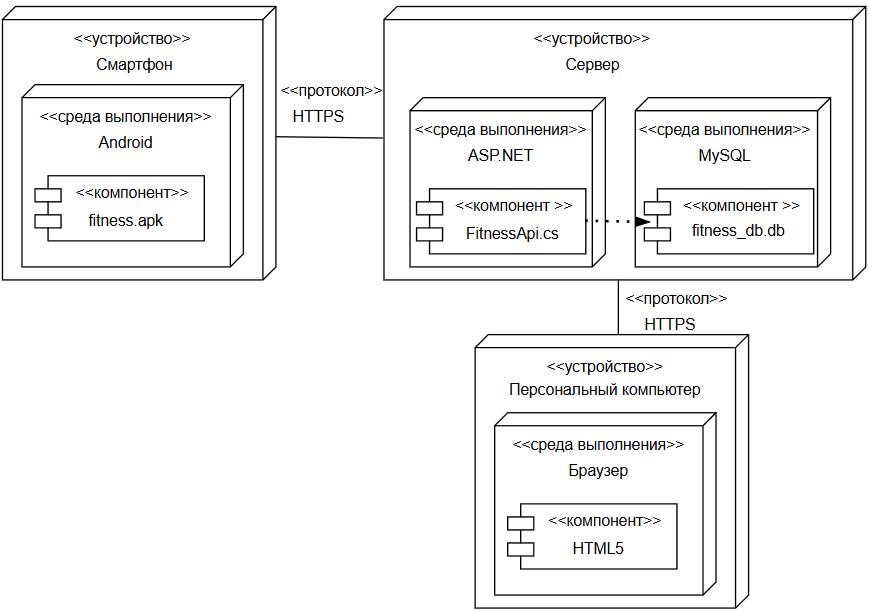 <<устройство>>
Смартфон
<<среда выполнения>>
Android
<<компонент>>
fitness.apk
<<протокол>>
HTTPS
<<устройство>>
Сервер
<<среда выполнения>>
ASP.NET
<<компонент >>
FitnessApi.cs
<<среда выполнения>>
MySQL
<<компонент >>
fitness_db.db
<<протокол>>
HTTPS
<<устройство>>
Персональный компьютер
<<среда выполнения>>
Браузер
<<компонент>>
HTML5